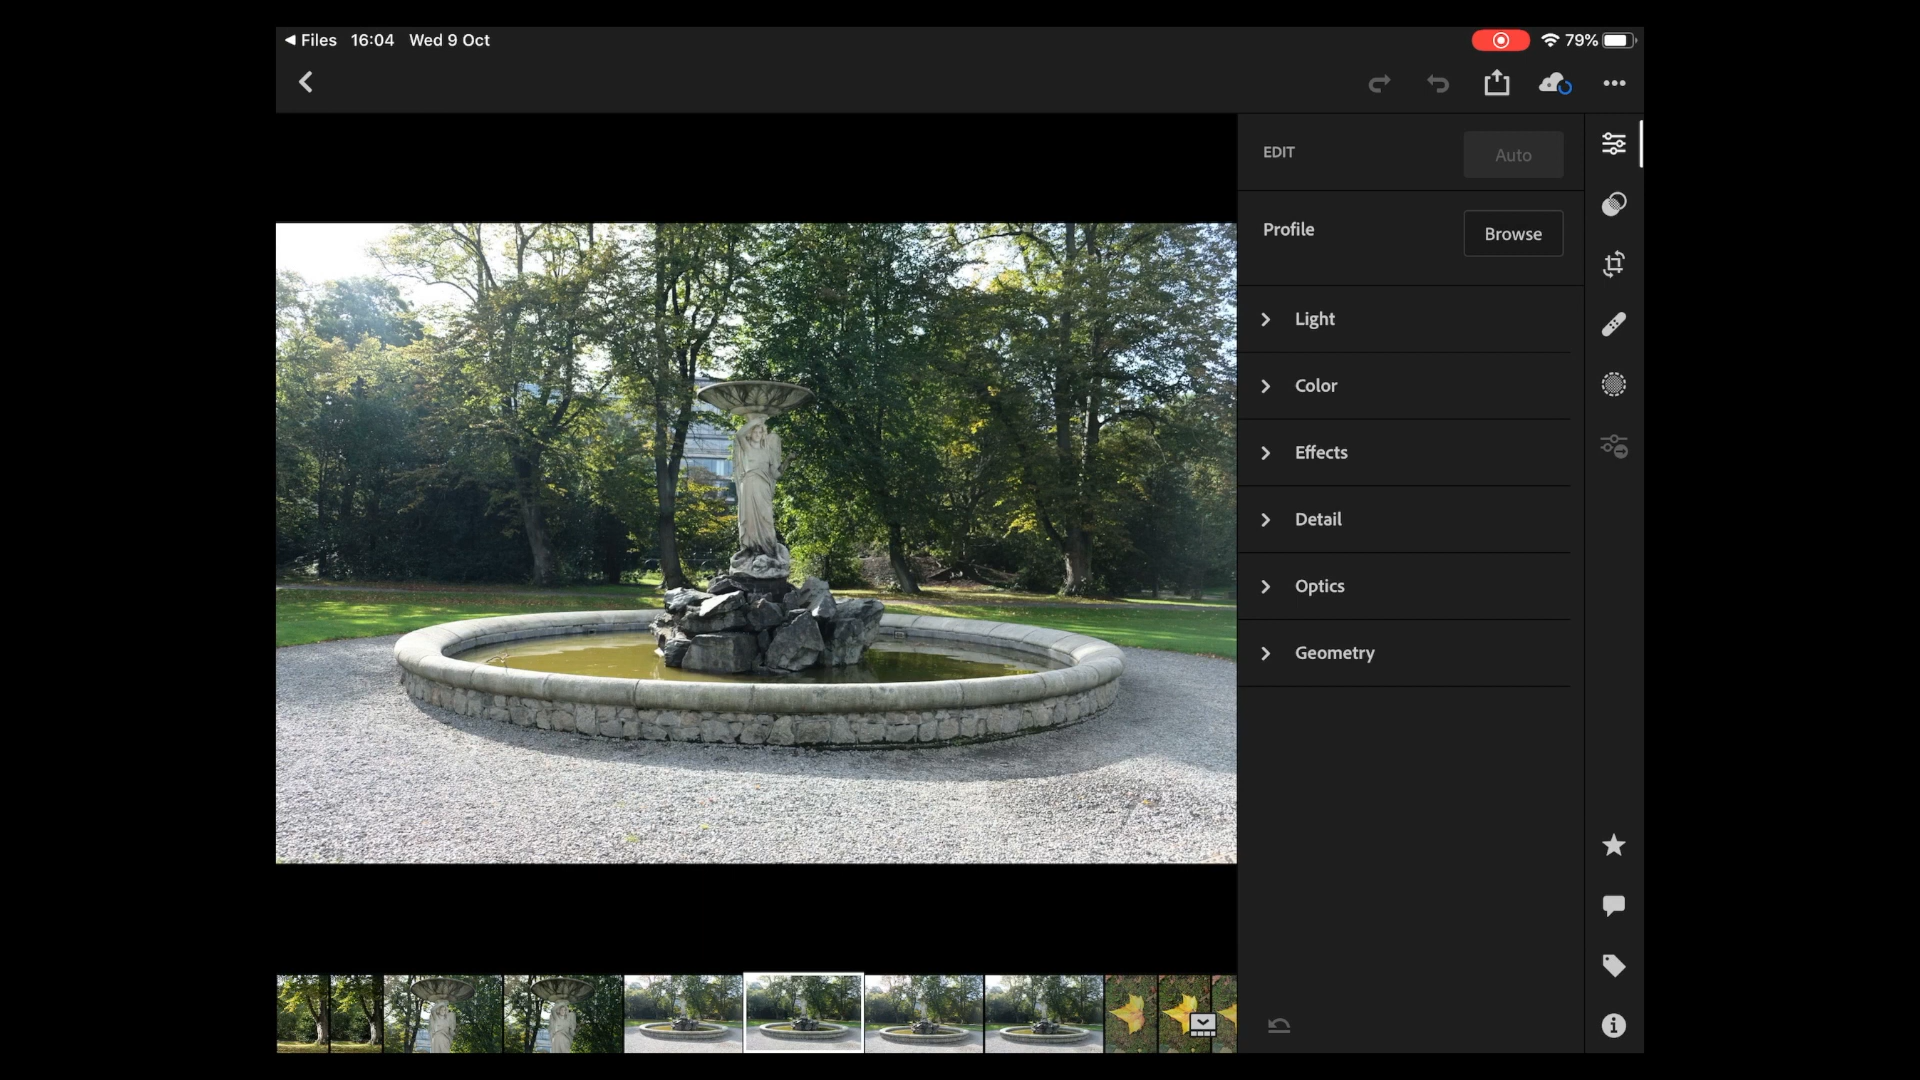 Files 16:04 Wed 9 Oct
79%
EDIT
Auto
Profile
Browse
Light
Color
Effects
Detail
Optics
Geometry